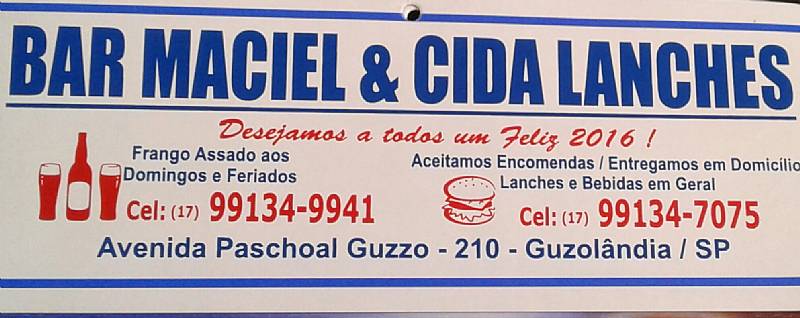 BAR MACIEL & CIDA LANCHES
Desejamos a todos um Feliz 2016 !
Frango Assado aos
Domingos e Feriados
Cel: (17) 99134-9941
Aceitamos Encomendas / Entregamos em Domicílio
Lanches e Bebidas em Geral
Cel: (17) 99134-7075
Avenida Paschoal Guzzo - 210 - Guzolândia / SP